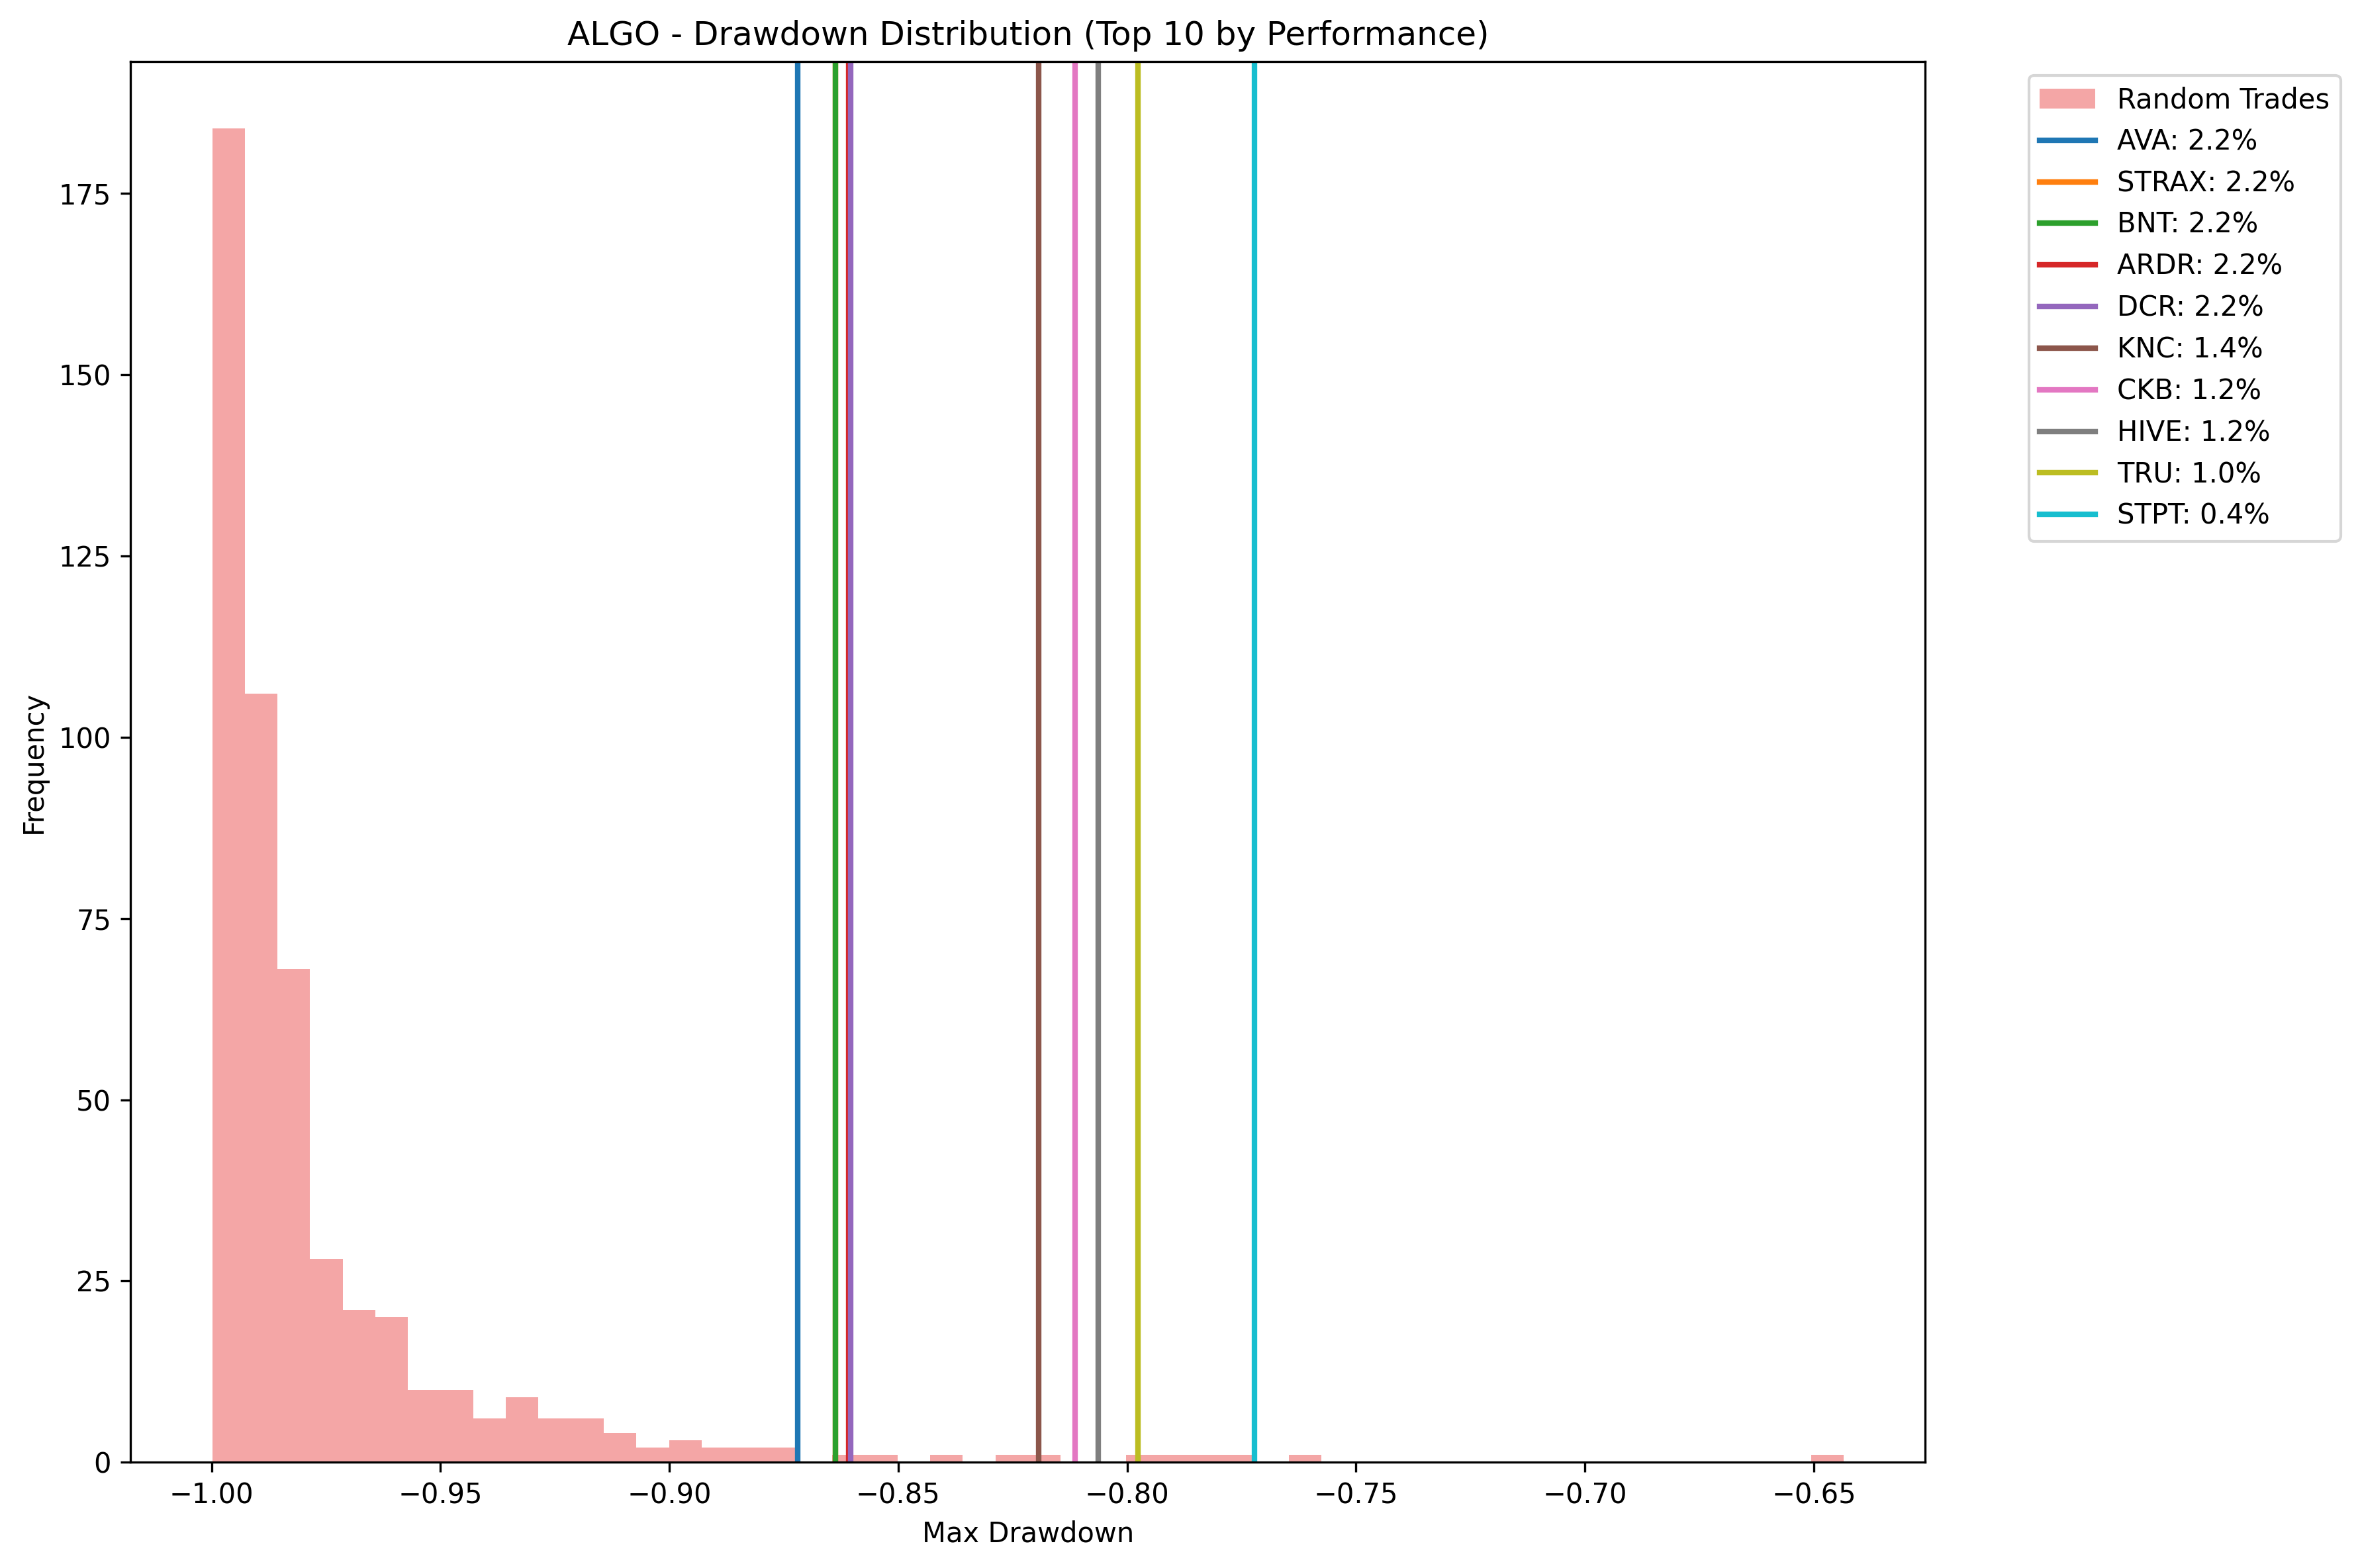 ALGO - Drawdown Distribution (Top 10 by Performance)
Random Trades
AVA: 2.2%
STRAX: 2.2%
BNT: 2.2%
ARDR: 2.2%
DCR: 2.2%
KNC: 1.4%
CKB: 1.2%
HIVE: 1.2%
TRU: 1.0%
STPT: 0.4%
Frequency
175
150
125
100
75
50
25
0
−1.00 −0.95 −0.90 −0.85 −0.80 −0.75 −0.70 −0.65
Max Drawdown